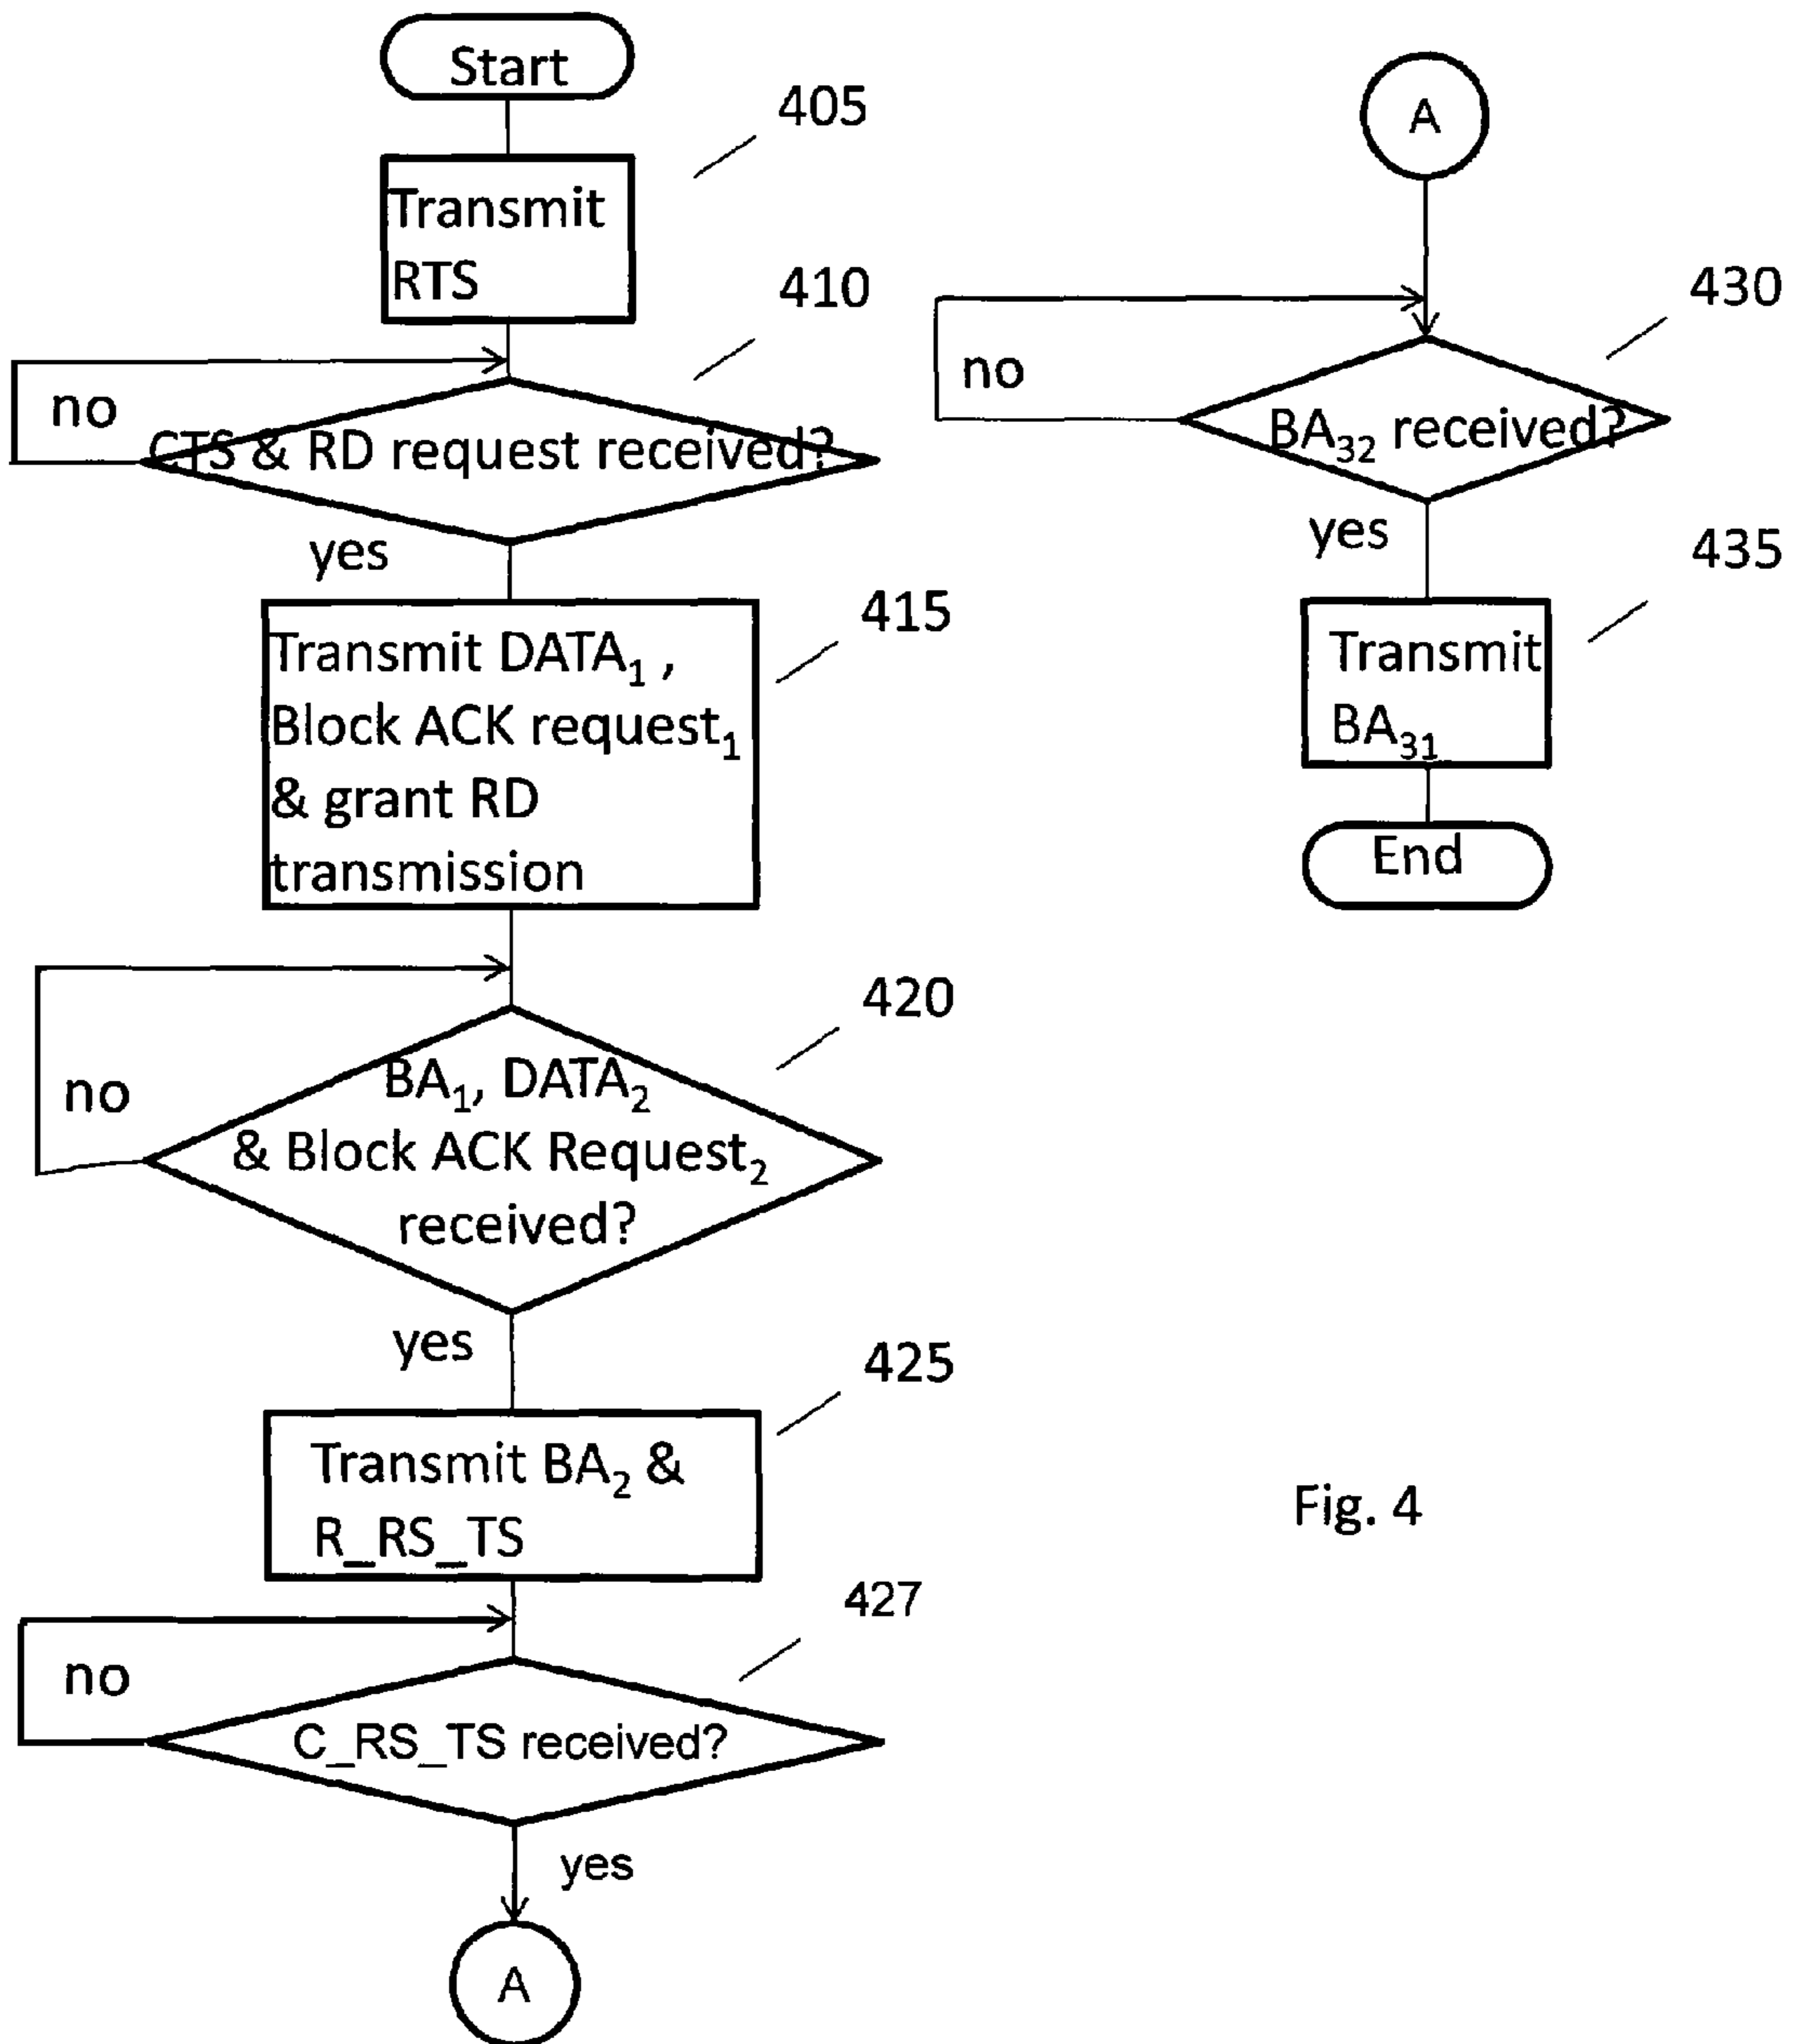 Start
405
Transmit
RTS
410
no
CTS & RD request received?
yes
415
Transmit DATA₁ ,
Block ACK request₁
& grant RD
transmission
420
no
BA₁, DATA₂
& Block ACK Request₂
received?
yes
425
Transmit BA₂ &
R_RS_TS
427
no
C_RS_TS received?
yes
A
A
430
no
BA₃₂ received?
yes
435
Transmit
BA₃₁
End
Fig. 4